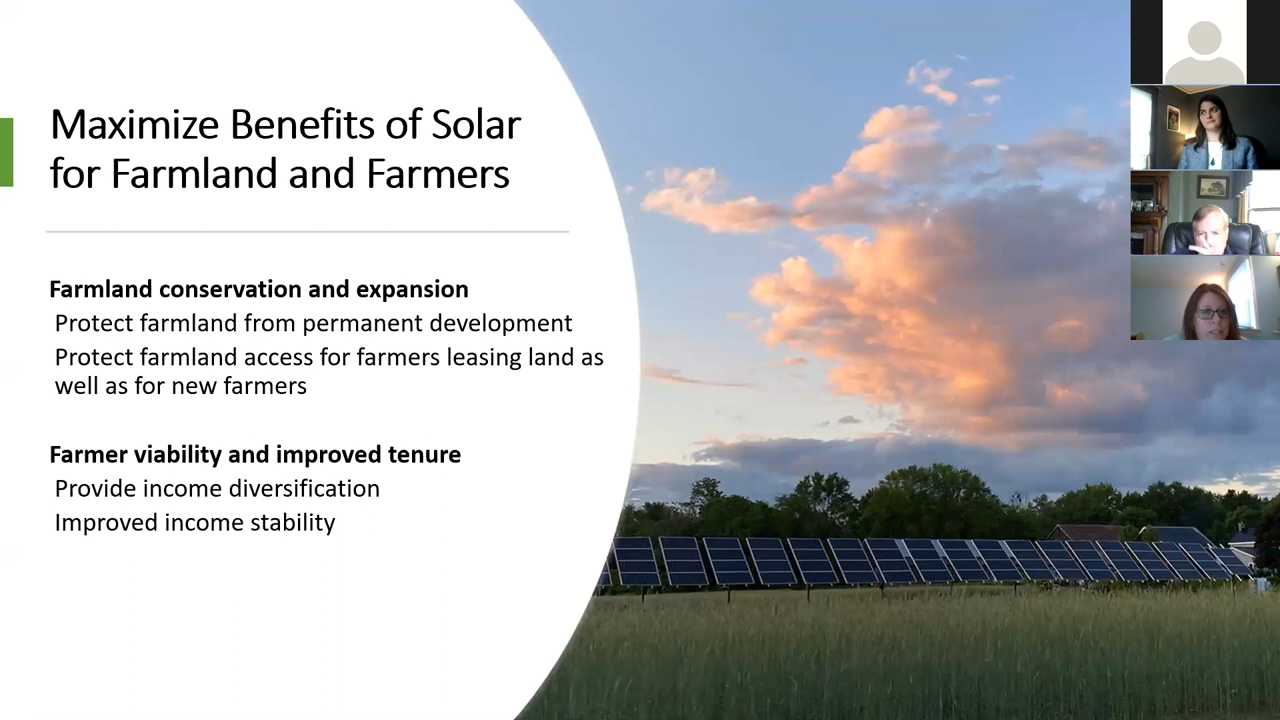 Maximize Benefits of Solar
for Farmland and Farmers
Farmland conservation and expansion
Protect farmland from permanent development
Protect farmland access for farmers leasing land as
well as for new farmers
Farmer viability and improved tenure
Provide income diversification
Improved income stability